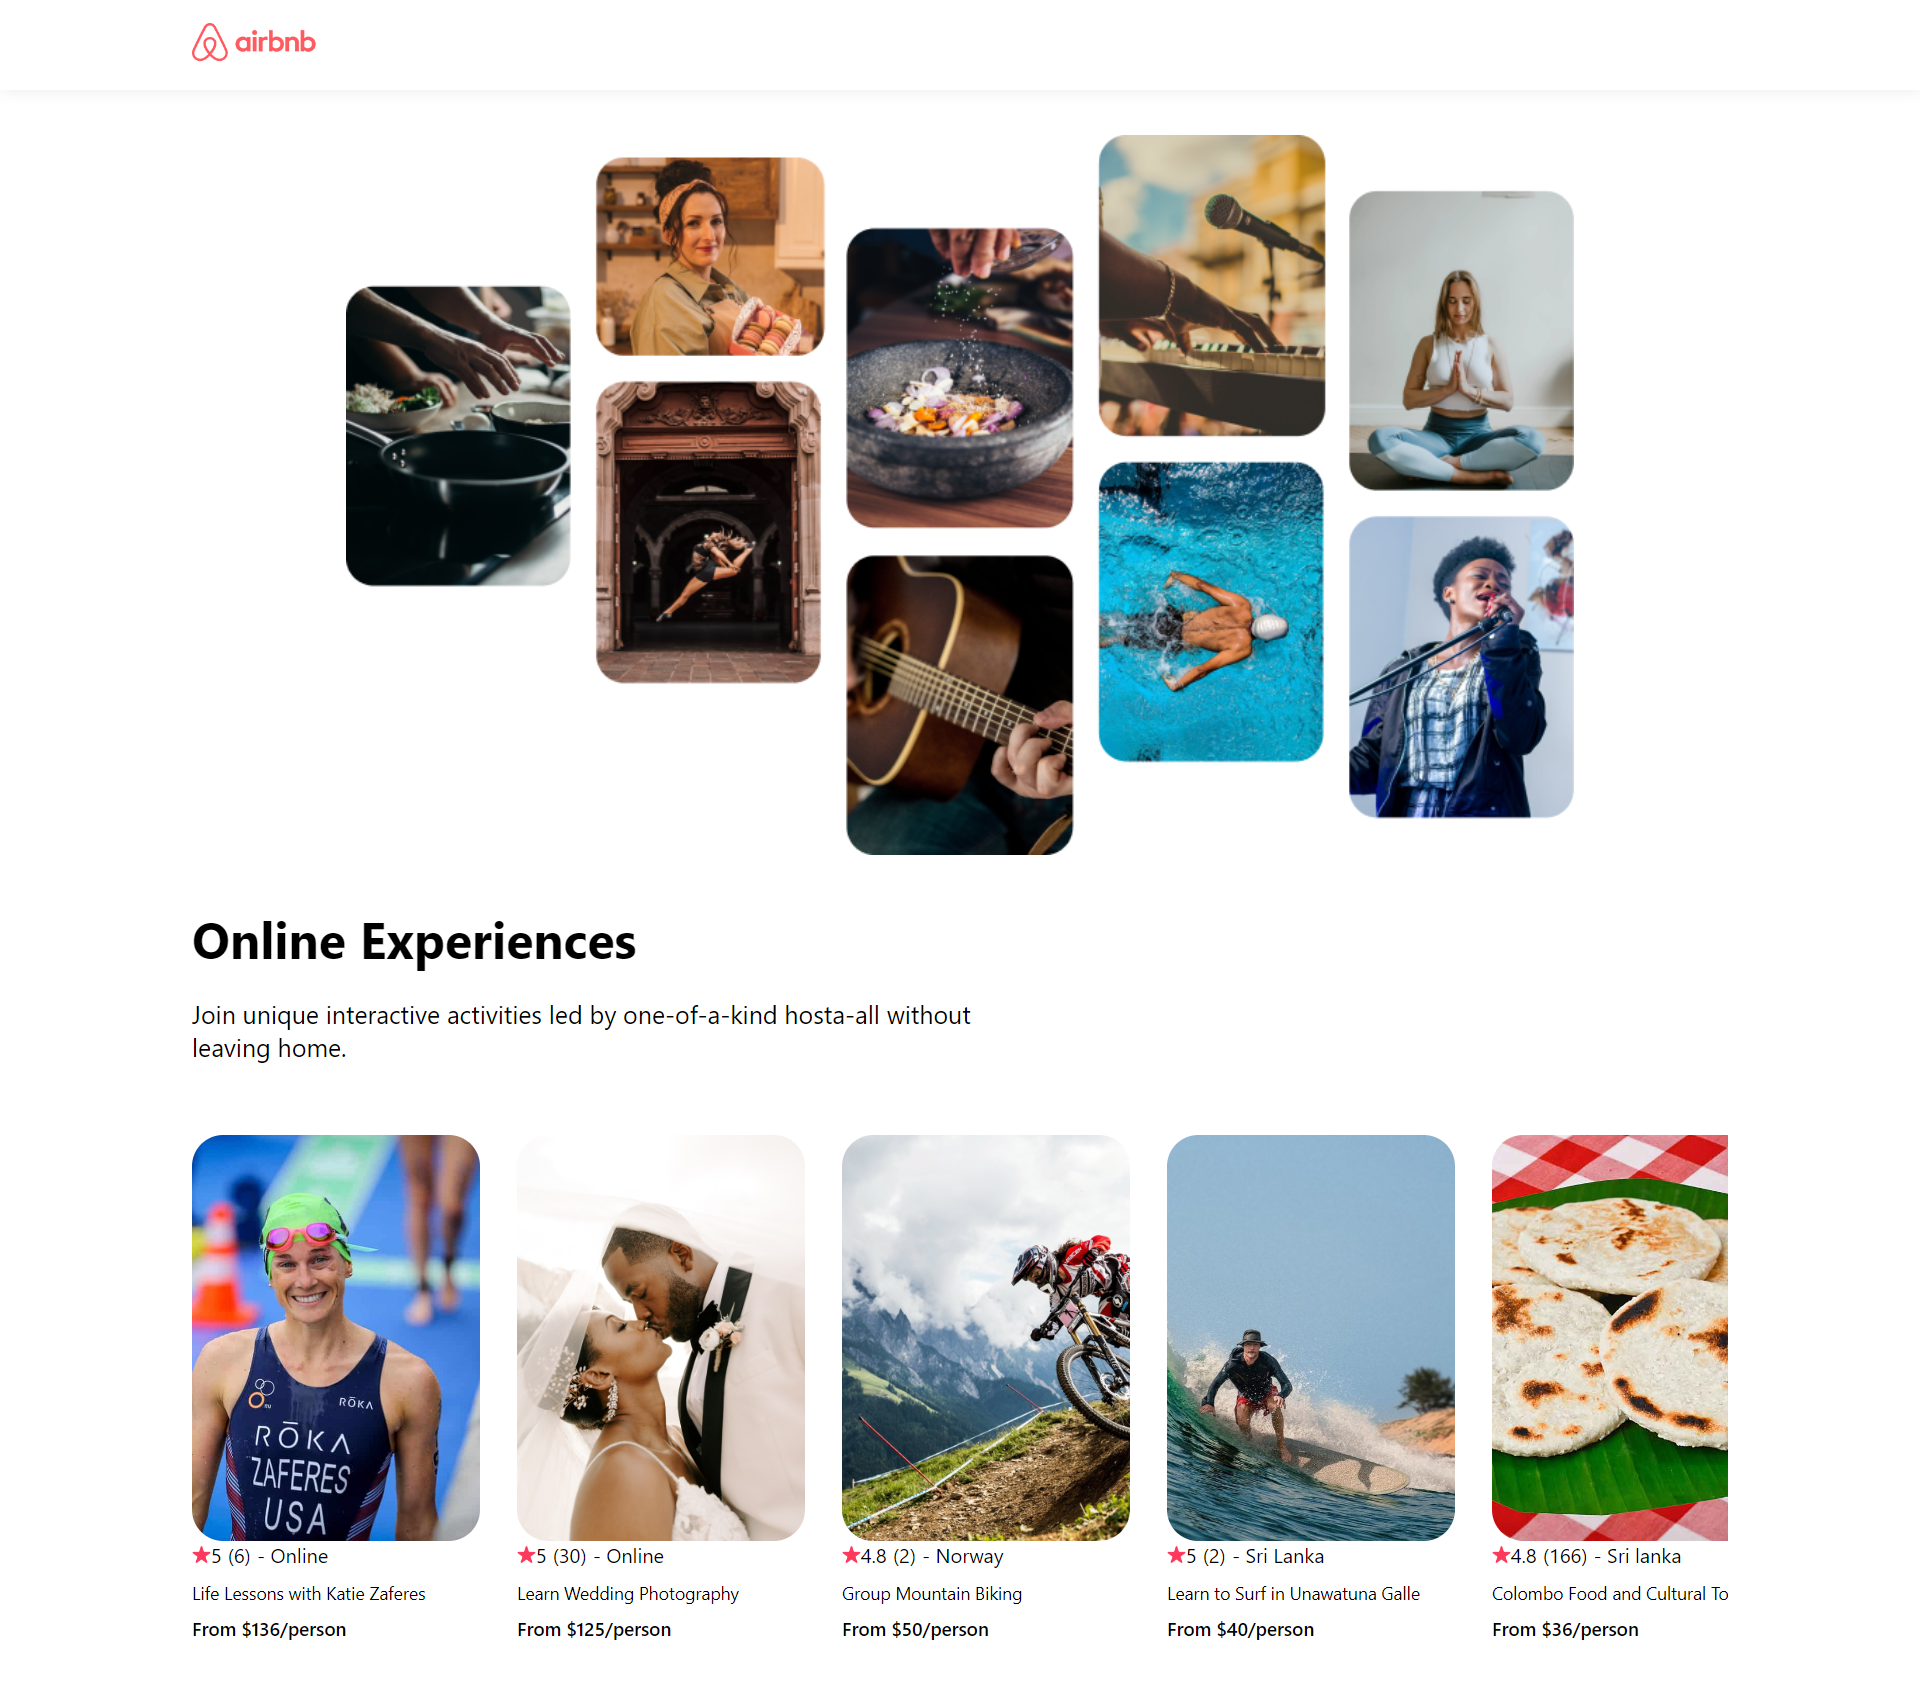 airbnb
Online Experiences
Join unique interactive activities led by one-of-a-kind hosta-all without
leaving home.
RŌKA
RŌKA
ZAFERES
USA
5 (6) - Online
Life Lessons with Katie Zaferes
From $136/person
5 (30) - Online
Learn Wedding Photography
From $125/person
4.8 (2) - Norway
Group Mountain Biking
From $50/person
5 (2) - Sri Lanka
Learn to Surf in Unawatuna Galle
From $40/person
4.8 (166) - Sri lanka
Colombo Food and Cultural To
From $36/person